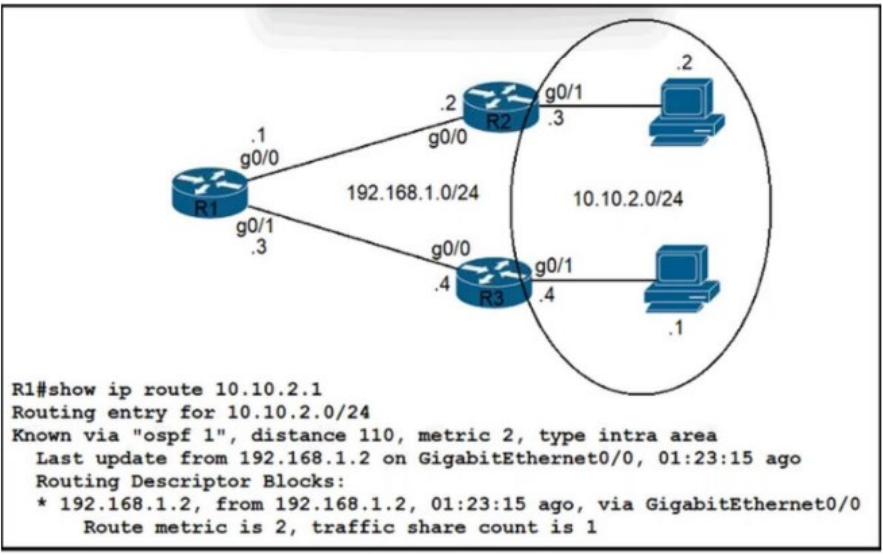 .2
.2
g0/1
R2
.3
g0/0
.1
g0/0
192.168.1.0/24
10.10.2.0/24
R1
g0/1
.3
g0/0
g0/1
.4
R3
.4
.1
R1#show ip route 10.10.2.1
Routing entry for 10.10.2.0/24
Known via "ospf 1", distance 110, metric 2, type intra area
Last update from 192.168.1.2 on GigabitEthernet0/0, 01:23:15 ago
Routing Descriptor Blocks:
* 192.168.1.2, from 192.168.1.2, 01:23:15 ago, via GigabitEthernet0/0
Route metric is 2, traffic share count is 1